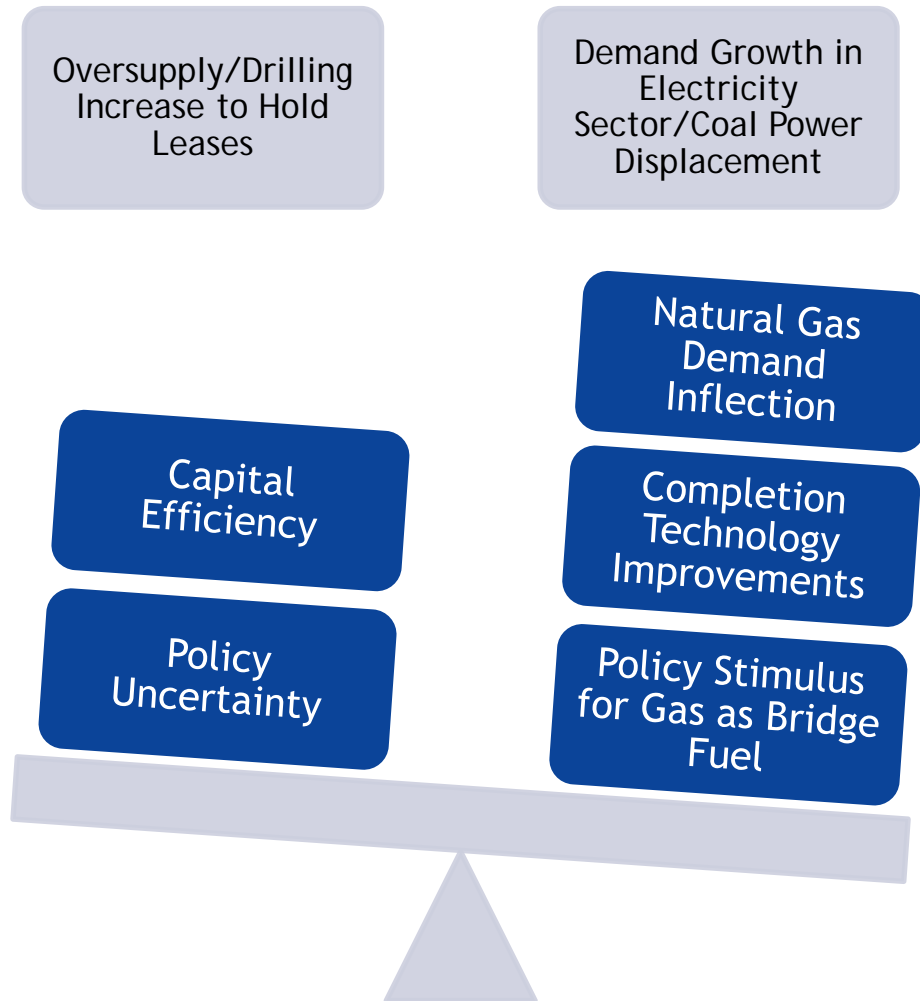 Oversupply/Drilling
Increase to Hold
Leases
Demand Growth in
Electricity
Sector/Coal Power
Displacement
Capital
Efficiency
Policy
Uncertainty
Natural Gas
Demand
Inflection
Completion
Technology
Improvements
Policy Stimulus
for Gas as Bridge
Fuel